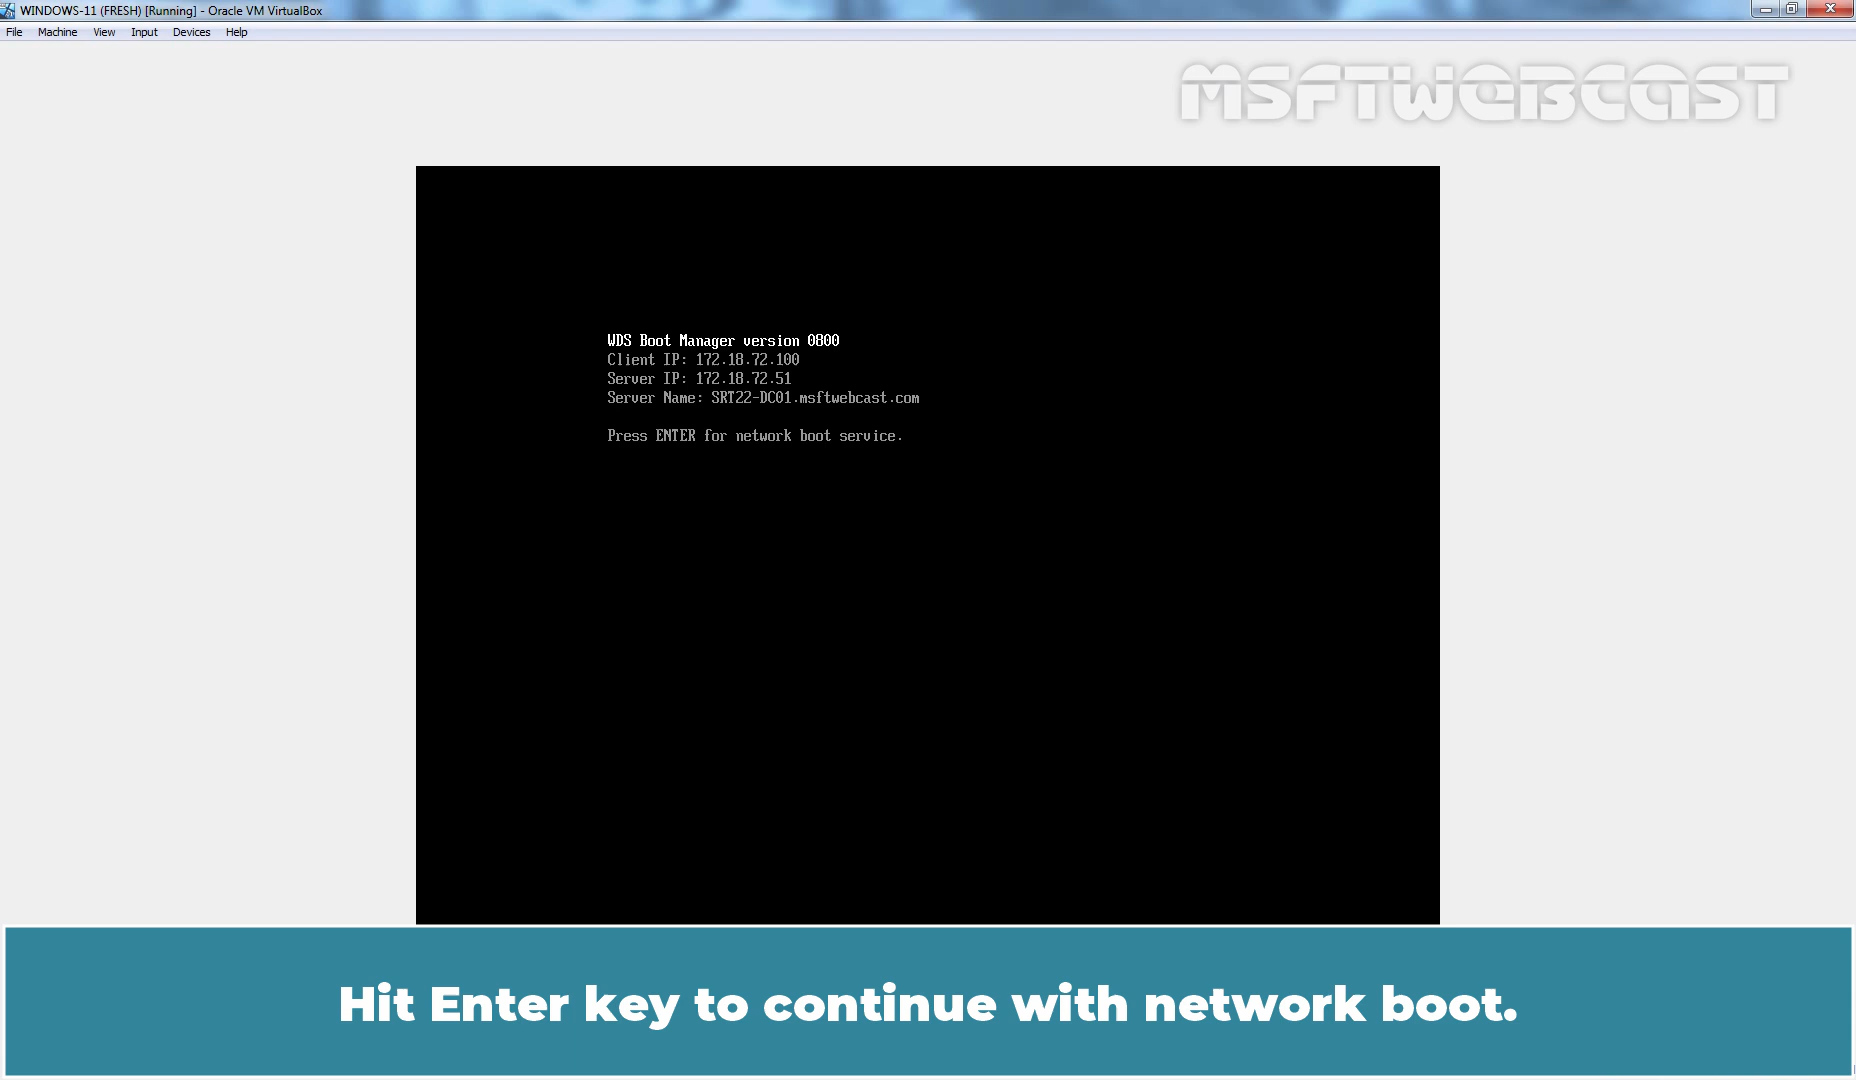 WINDOWS-11 (FRESH) [Running] - Oracle VM VirtualBox
File Machine View Input Devices Help
MSFTWEBCAST
WDS Boot Manager version 0800
Client IP: 172.18.72.100
Server IP: 172.18.72.51
Server Name: SRT22-DC01.msftwebcast.com
Press ENTER for network boot service.
Hit Enter key to continue with network boot.